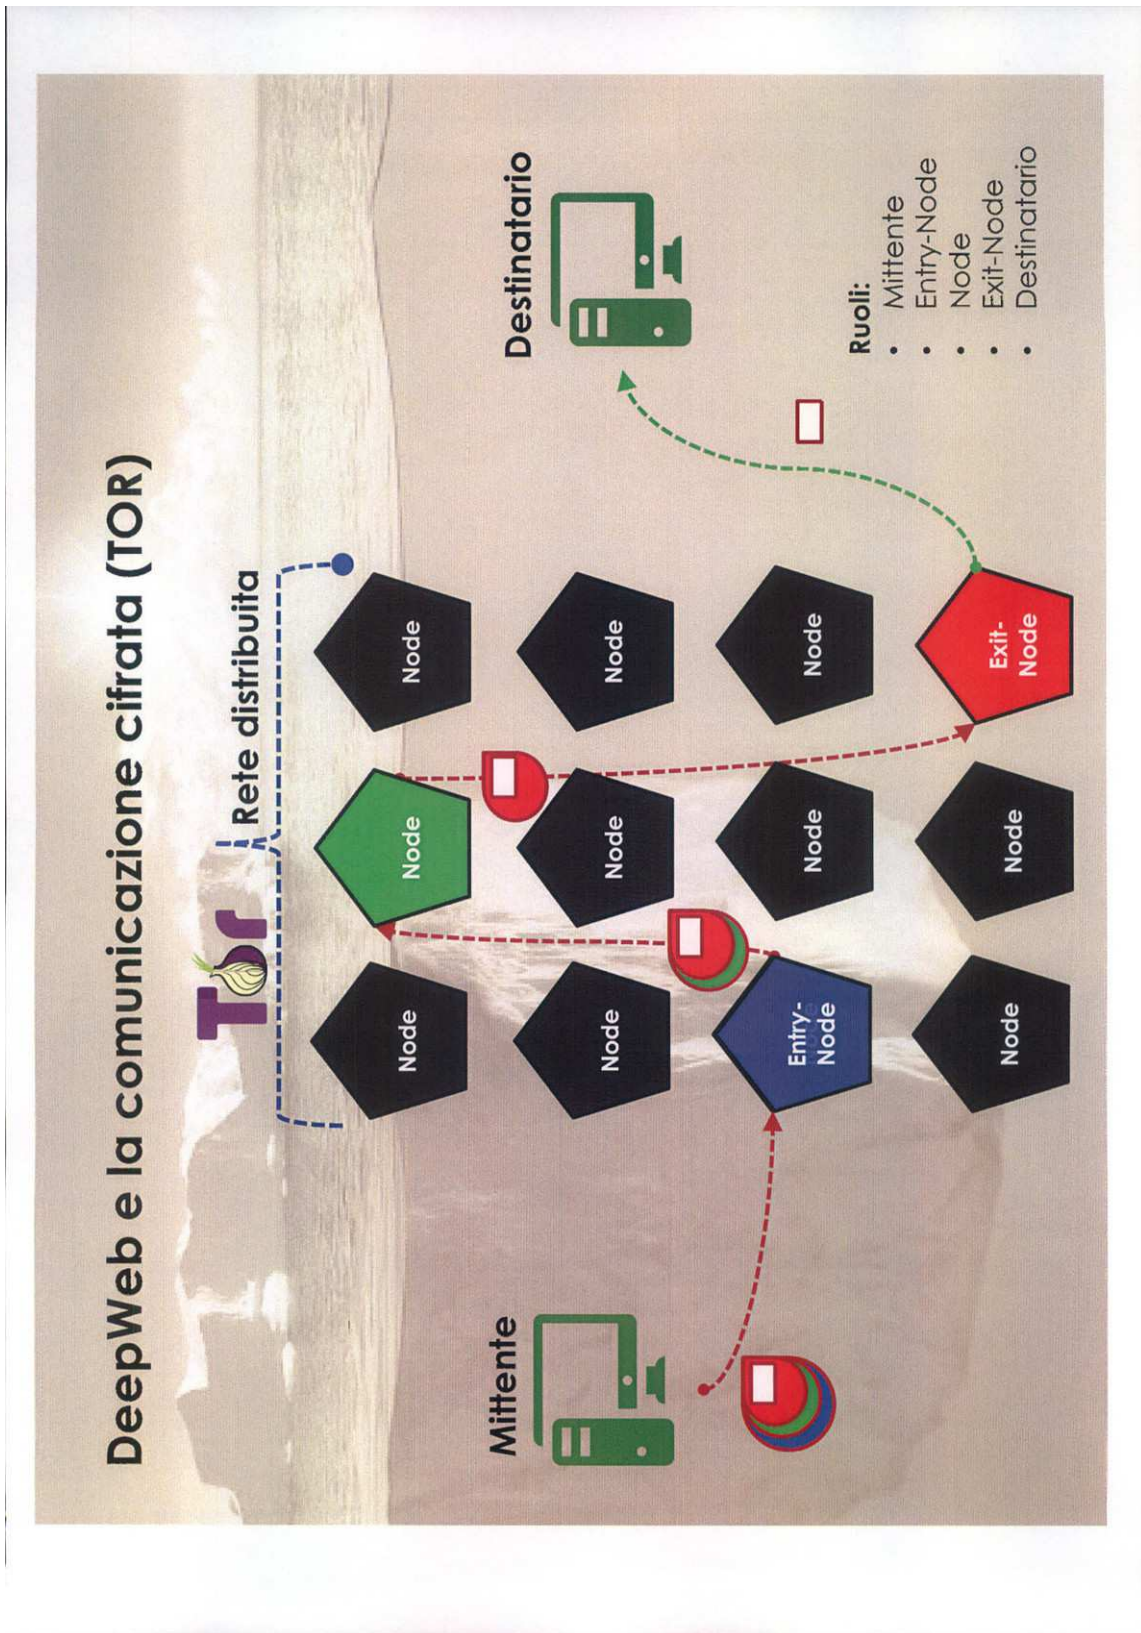 DeepWeb e la comunicazione cifrata (TOR)
Tor
Rete distribuita
Node
Node
Node
Mittente
Destinatario
Node
Node
Node
Entry-
Node
Node
Node
Node
Node
Exit-
Node
Ruoli:
• Mittente
• Entry-Node
• Node
• Exit-Node
• Destinatario